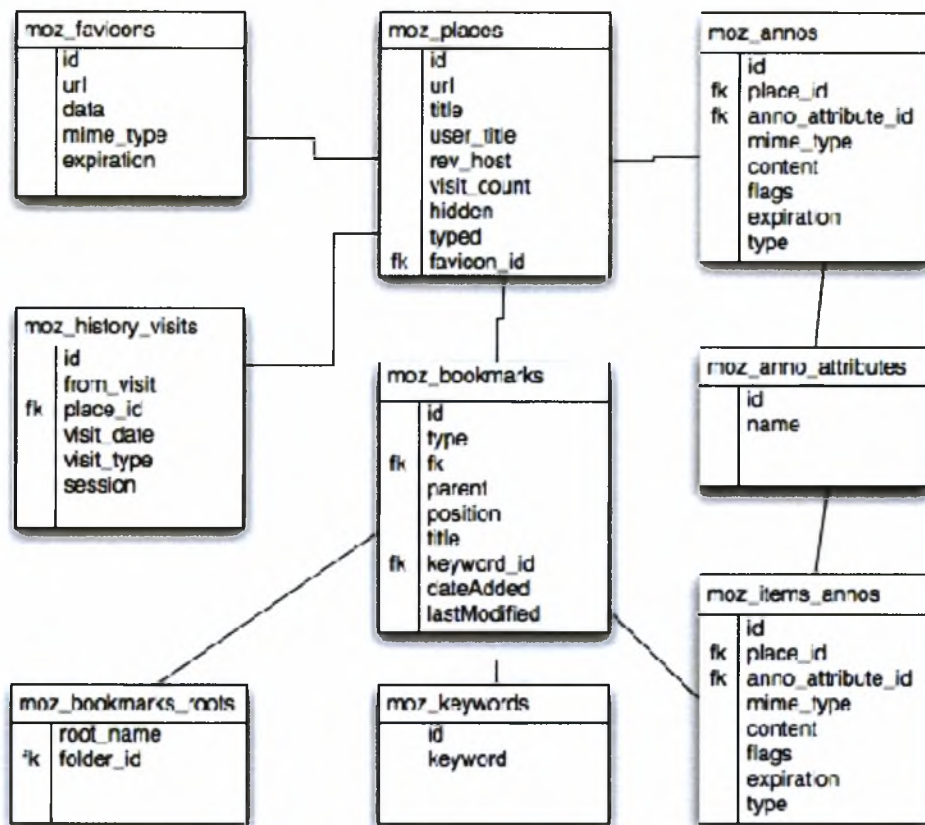 moz_favicons
id
url
data
mime_type
expiration
moz_places
id
url
title
user_title
rev_host
visit_count
hidden
typed
fk favicon_id
moz_annos
id
fk place_id
fk anno_attribute_id
mime_type
content
flags
expiration
type
moz_history_visits
id
from_visit
fk place_id
visit_date
visit_type
session
moz_bookmarks
id
type
fk fk
parent
position
title
fk keyword_id
dateAdded
lastModified
moz_anno_attributes
id
name
moz_items_annos
id
fk place_id
fk anno_attribute_id
mime_type
content
flags
expiration
type
moz_bookmarks_roots
root_name
fk folder_id
moz_keywords
id
keyword